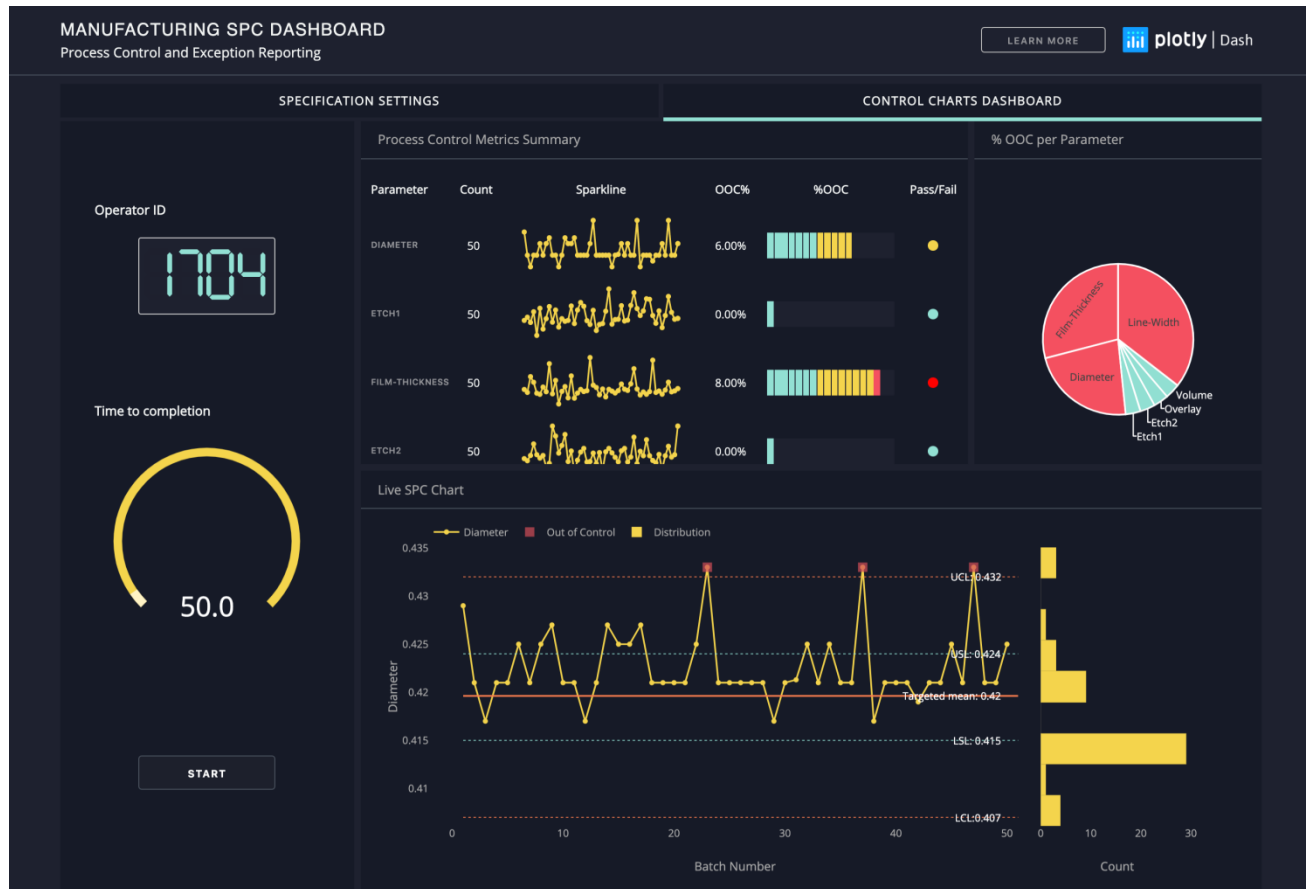 MANUFACTURING SPC DASHBOARD
Process Control and Exception Reporting
LEARN MORE
plotly | Dash
SPECIFICATION SETTINGS
CONTROL CHARTS DASHBOARD
Operator ID
1704
Time to completion
50.0
START
Process Control Metrics Summary
Parameter Count Sparkline OOC% %OOC Pass/Fail
DIAMETER 50 6.00%
ETCH1 50 0.00%
FILM-THICKNESS 50 8.00%
ETCH2 50 0.00%
% OOC per Parameter
Film-Thickness
Line-Width
Diameter
Volume
Overlay
Etch2
Etch1
Live SPC Chart
Diameter Out of Control Distribution
0.435
0.43
0.425
0.42
0.415
0.41
Diameter
UCL:0.432
USL: 0.424
Targeted mean: 0.42
LSL: 0.415
LCL:0.407
0 10 20 30 40 50
Batch Number
0 10 20 30
Count